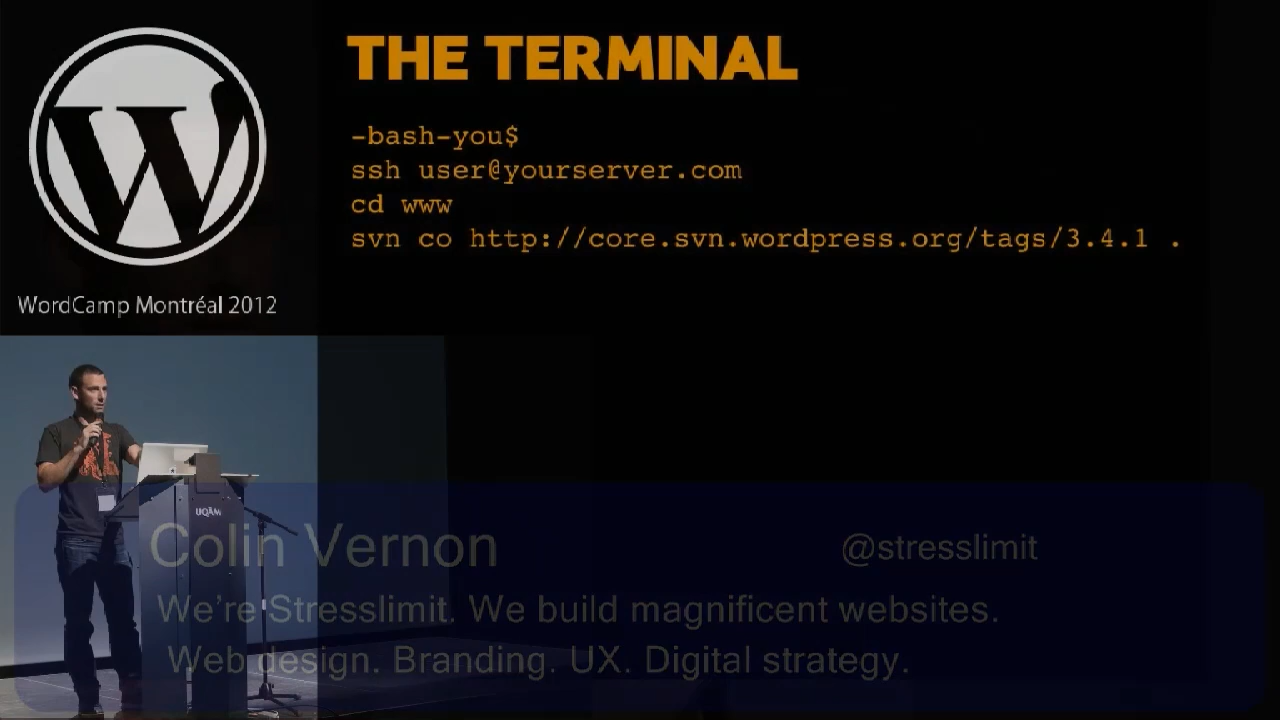 THE TERMINAL
-bash-you$
ssh user@yourserver.com
cd www
svn co http://core.svn.wordpress.org/tags/3.4.1 .
WordCamp Montréal 2012
UQÀM
Colin Vernon
@stresslimit
We’re Stresslimit. We build magnificent websites.
Web design. Branding. UX. Digital strategy.